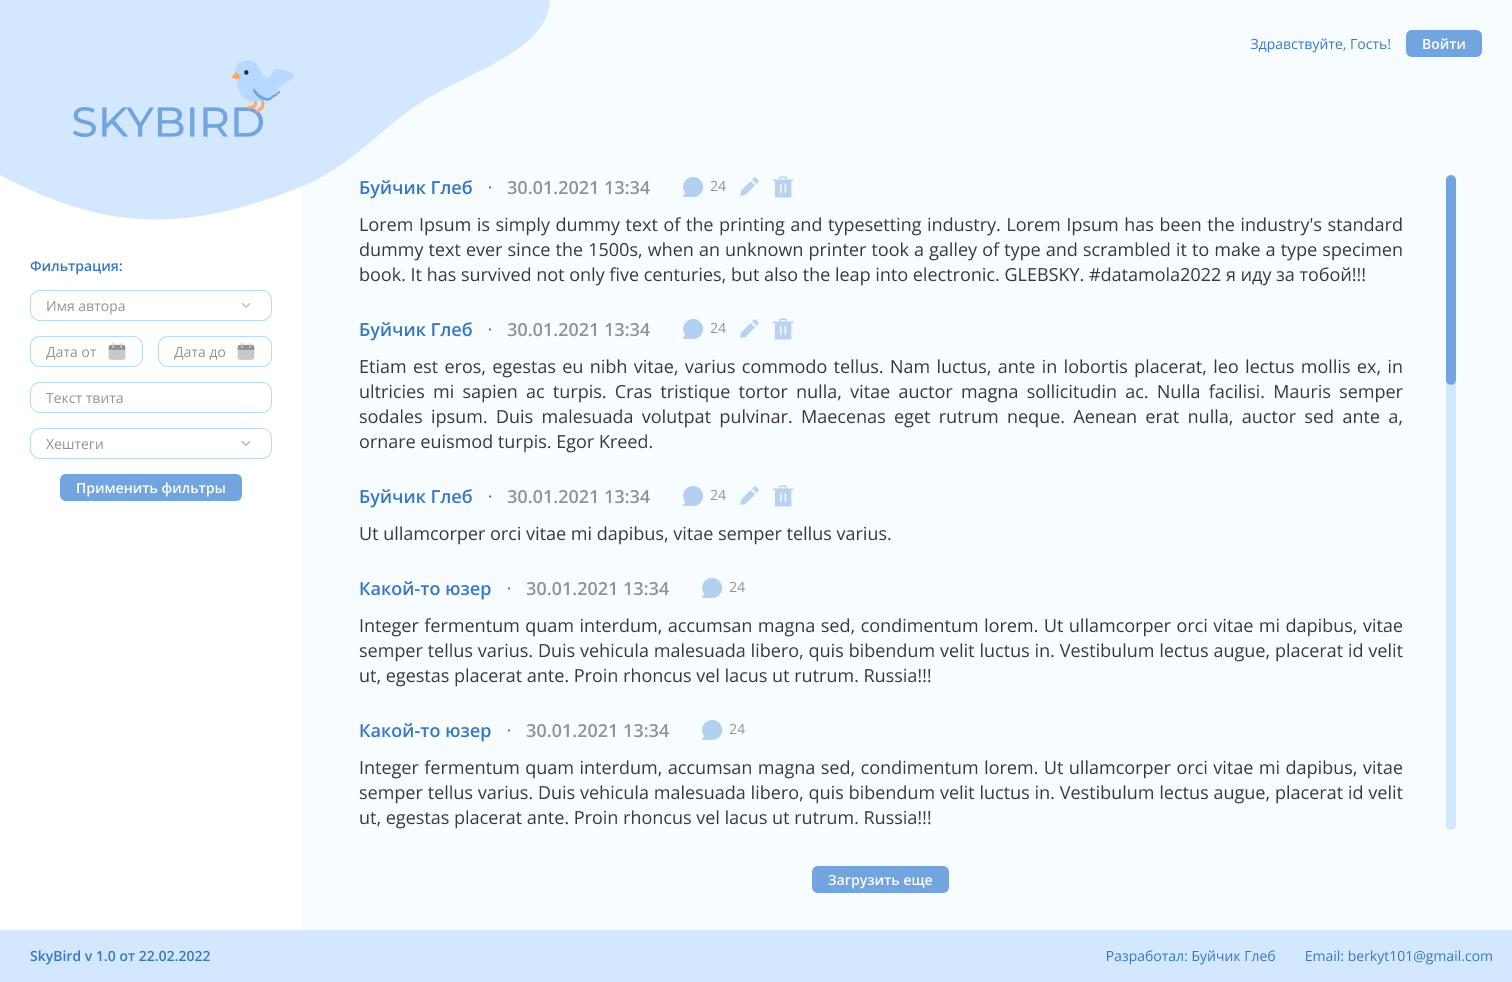 Здравствуйте, Гость!
Войти
SKYBIRD
Фильтрация:
Имя автора
Дата от
Дата до
Текст твита
Хештеги
Применить фильтры
Буйчик Глеб · 30.01.2021 13:34 24
Lorem Ipsum is simply dummy text of the printing and typesetting industry. Lorem Ipsum has been the industry's standard
dummy text ever since the 1500s, when an unknown printer took a galley of type and scrambled it to make a type specimen
book. It has survived not only five centuries, but also the leap into electronic. GLEBSKY. #datamola2022 я иду за тобой!!!
Буйчик Глеб · 30.01.2021 13:34 24
Etiam est eros, egestas eu nibh vitae, varius commodo tellus. Nam luctus, ante in lobortis placerat, leo lectus mollis ex, in
ultricies mi sapien ac turpis. Cras tristique tortor nulla, vitae auctor magna sollicitudin ac. Nulla facilisi. Mauris semper
sodales ipsum. Duis malesuada volutpat pulvinar. Maecenas eget rutrum neque. Aenean erat nulla, auctor sed ante a,
ornare euismod turpis. Egor Kreed.
Буйчик Глеб · 30.01.2021 13:34 24
Ut ullamcorper orci vitae mi dapibus, vitae semper tellus varius.
Какой-то юзер · 30.01.2021 13:34 24
Integer fermentum quam interdum, accumsan magna sed, condimentum lorem. Ut ullamcorper orci vitae mi dapibus, vitae
semper tellus varius. Duis vehicula malesuada libero, quis bibendum velit luctus in. Vestibulum lectus augue, placerat id velit
ut, egestas placerat ante. Proin rhoncus vel lacus ut rutrum. Russia!!!
Какой-то юзер · 30.01.2021 13:34 24
Integer fermentum quam interdum, accumsan magna sed, condimentum lorem. Ut ullamcorper orci vitae mi dapibus, vitae
semper tellus varius. Duis vehicula malesuada libero, quis bibendum velit luctus in. Vestibulum lectus augue, placerat id velit
ut, egestas placerat ante. Proin rhoncus vel lacus ut rutrum. Russia!!!
Загрузить еще
SkyBird v 1.0 от 22.02.2022
Разработал: Буйчик Глеб
Email: berkyt101@gmail.com